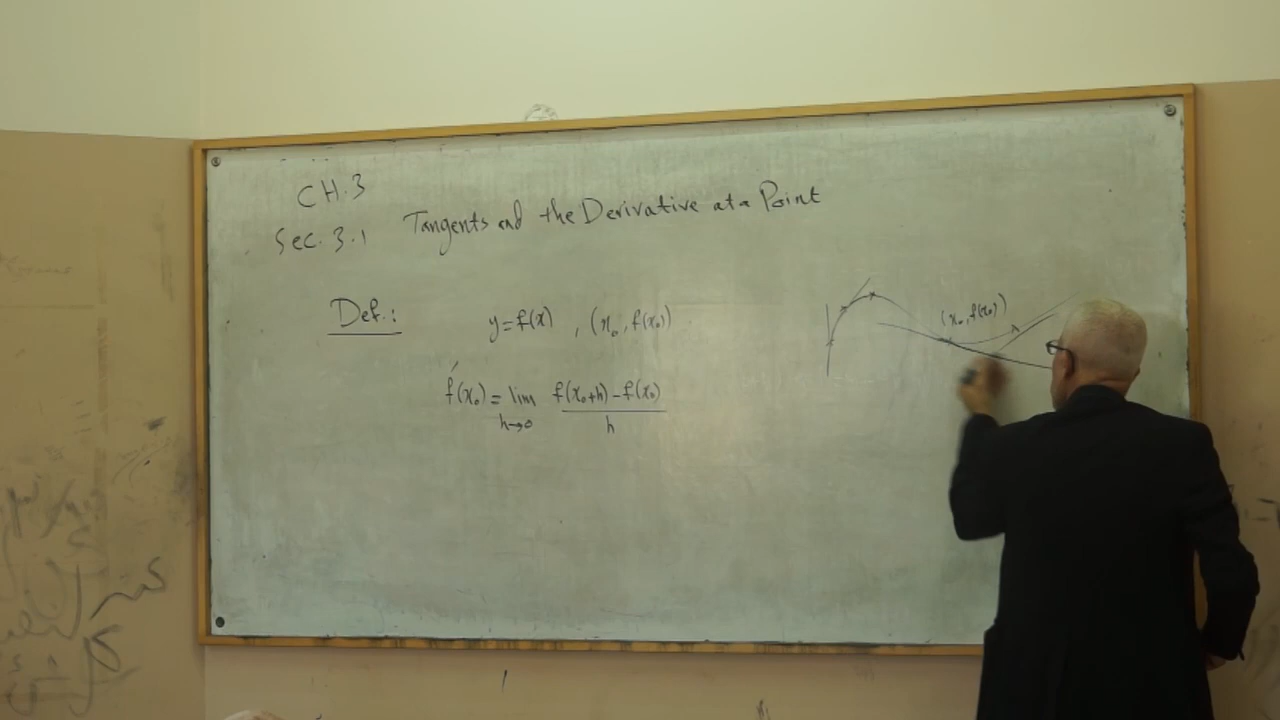 CH.3
Sec. 3.1 Tangents and the Derivative at a Point
Def.: y=f(x) , (x₀, f(x₀))
f′(x₀) = lim h→0 f(x₀+h) - f(x₀) / h
(x₀, f(x₀))